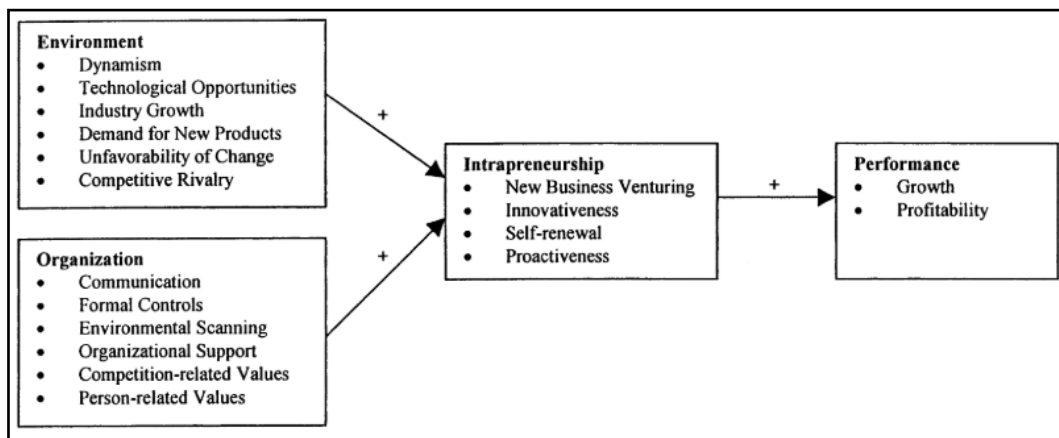 Environment
• Dynamism
• Technological Opportunities
• Industry Growth
• Demand for New Products
• Unfavorability of Change
• Competitive Rivalry
+
Organization
• Communication
• Formal Controls
• Environmental Scanning
• Organizational Support
• Competition-related Values
• Person-related Values
+
Intrapreneurship
• New Business Venturing
• Innovativeness
• Self-renewal
• Proactiveness
+
Performance
• Growth
• Profitability